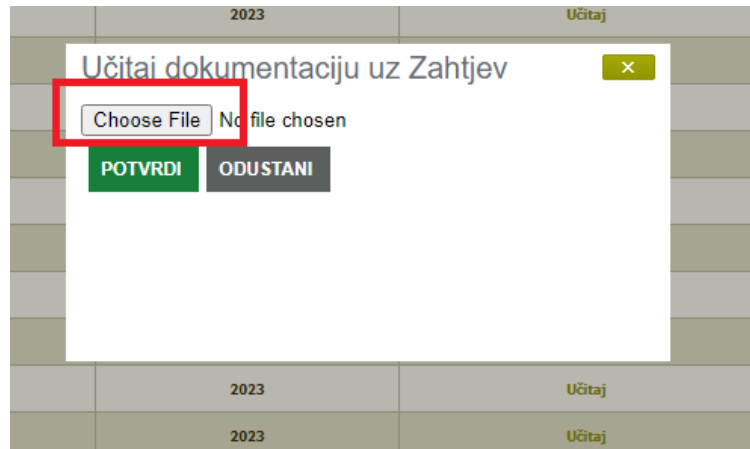 2023 Učitaj
Učitaj dokumentaciju uz Zahtjev ×
Choose File No file chosen
POTVRDI ODUSTANI
2023 Učitaj
2023 Učitaj